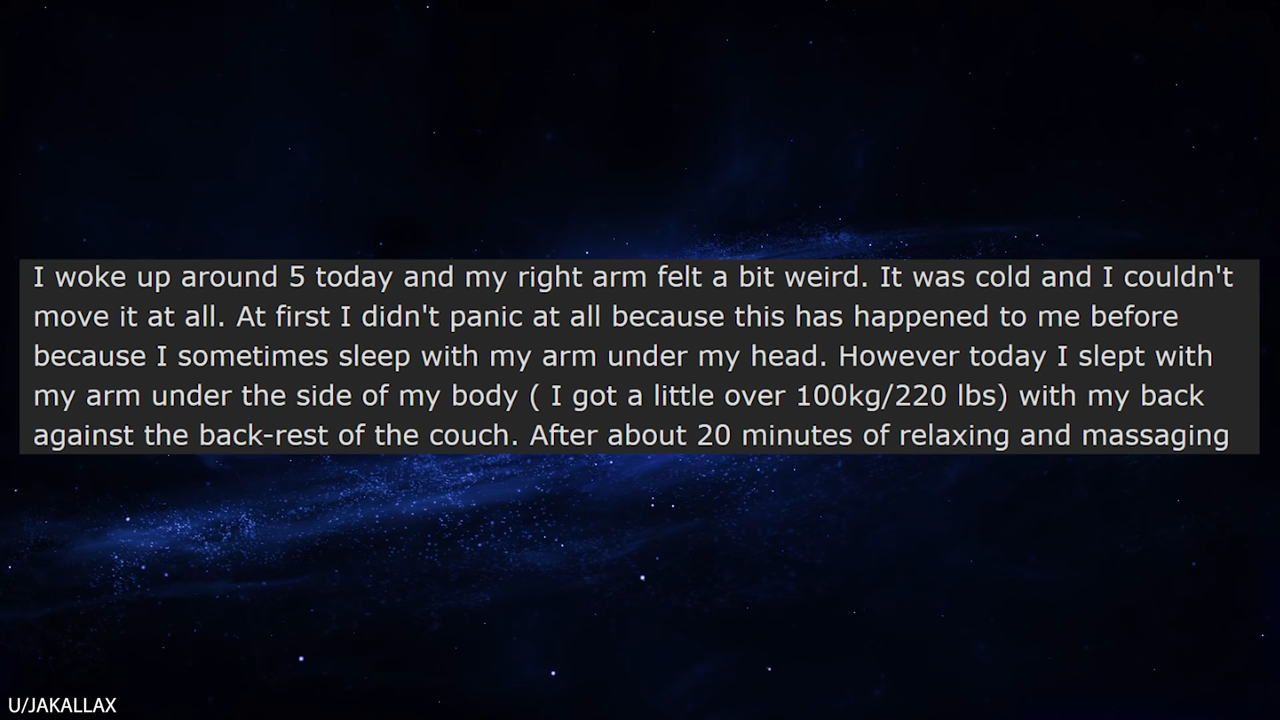 I woke up around 5 today and my right arm felt a bit weird. It was cold and I couldn't
move it at all. At first I didn't panic at all because this has happened to me before
because I sometimes sleep with my arm under my head. However today I slept with
my arm under the side of my body ( I got a little over 100kg/220 lbs) with my back
against the back-rest of the couch. After about 20 minutes of relaxing and massaging
U/JAKALLAX